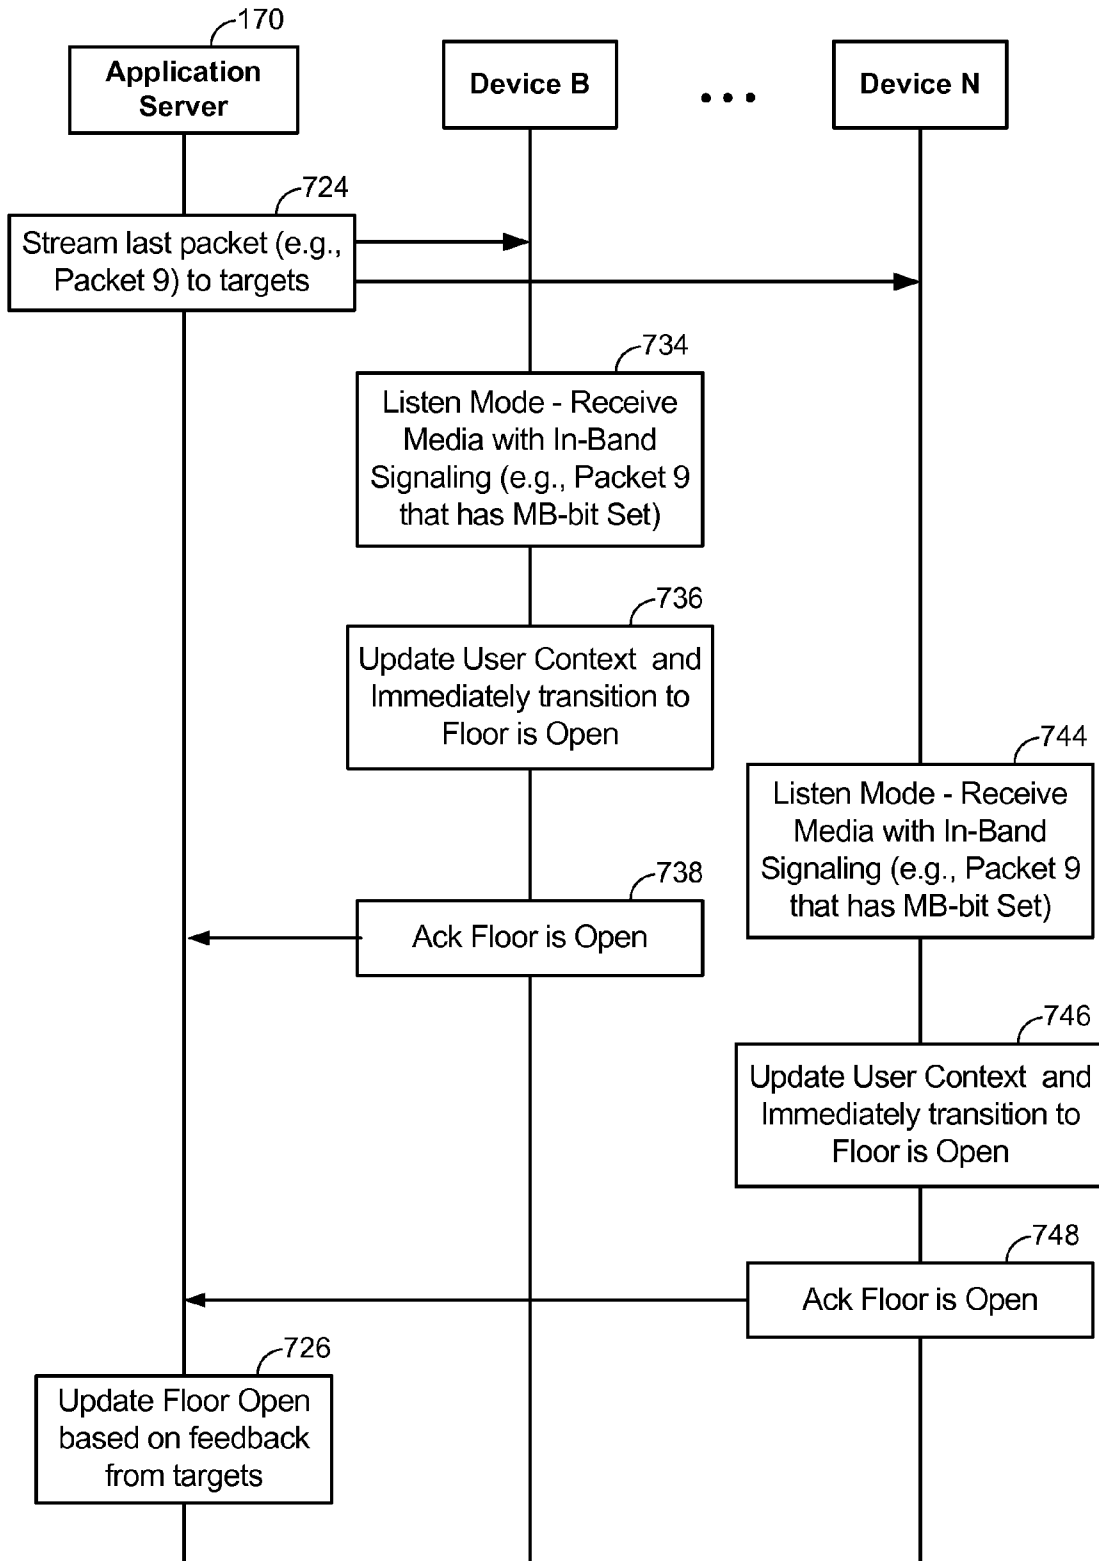 170
Application
Server
Device B
Device N
724
Stream last packet (e.g.,
Packet 9) to targets
734
Listen Mode - Receive
Media with In-Band
Signaling (e.g., Packet 9
that has MB-bit Set)
736
Update User Context and
Immediately transition to
Floor is Open
744
Listen Mode - Receive
Media with In-Band
Signaling (e.g., Packet 9
that has MB-bit Set)
738
Ack Floor is Open
746
Update User Context and
Immediately transition to
Floor is Open
748
Ack Floor is Open
726
Update Floor Open
based on feedback
from targets